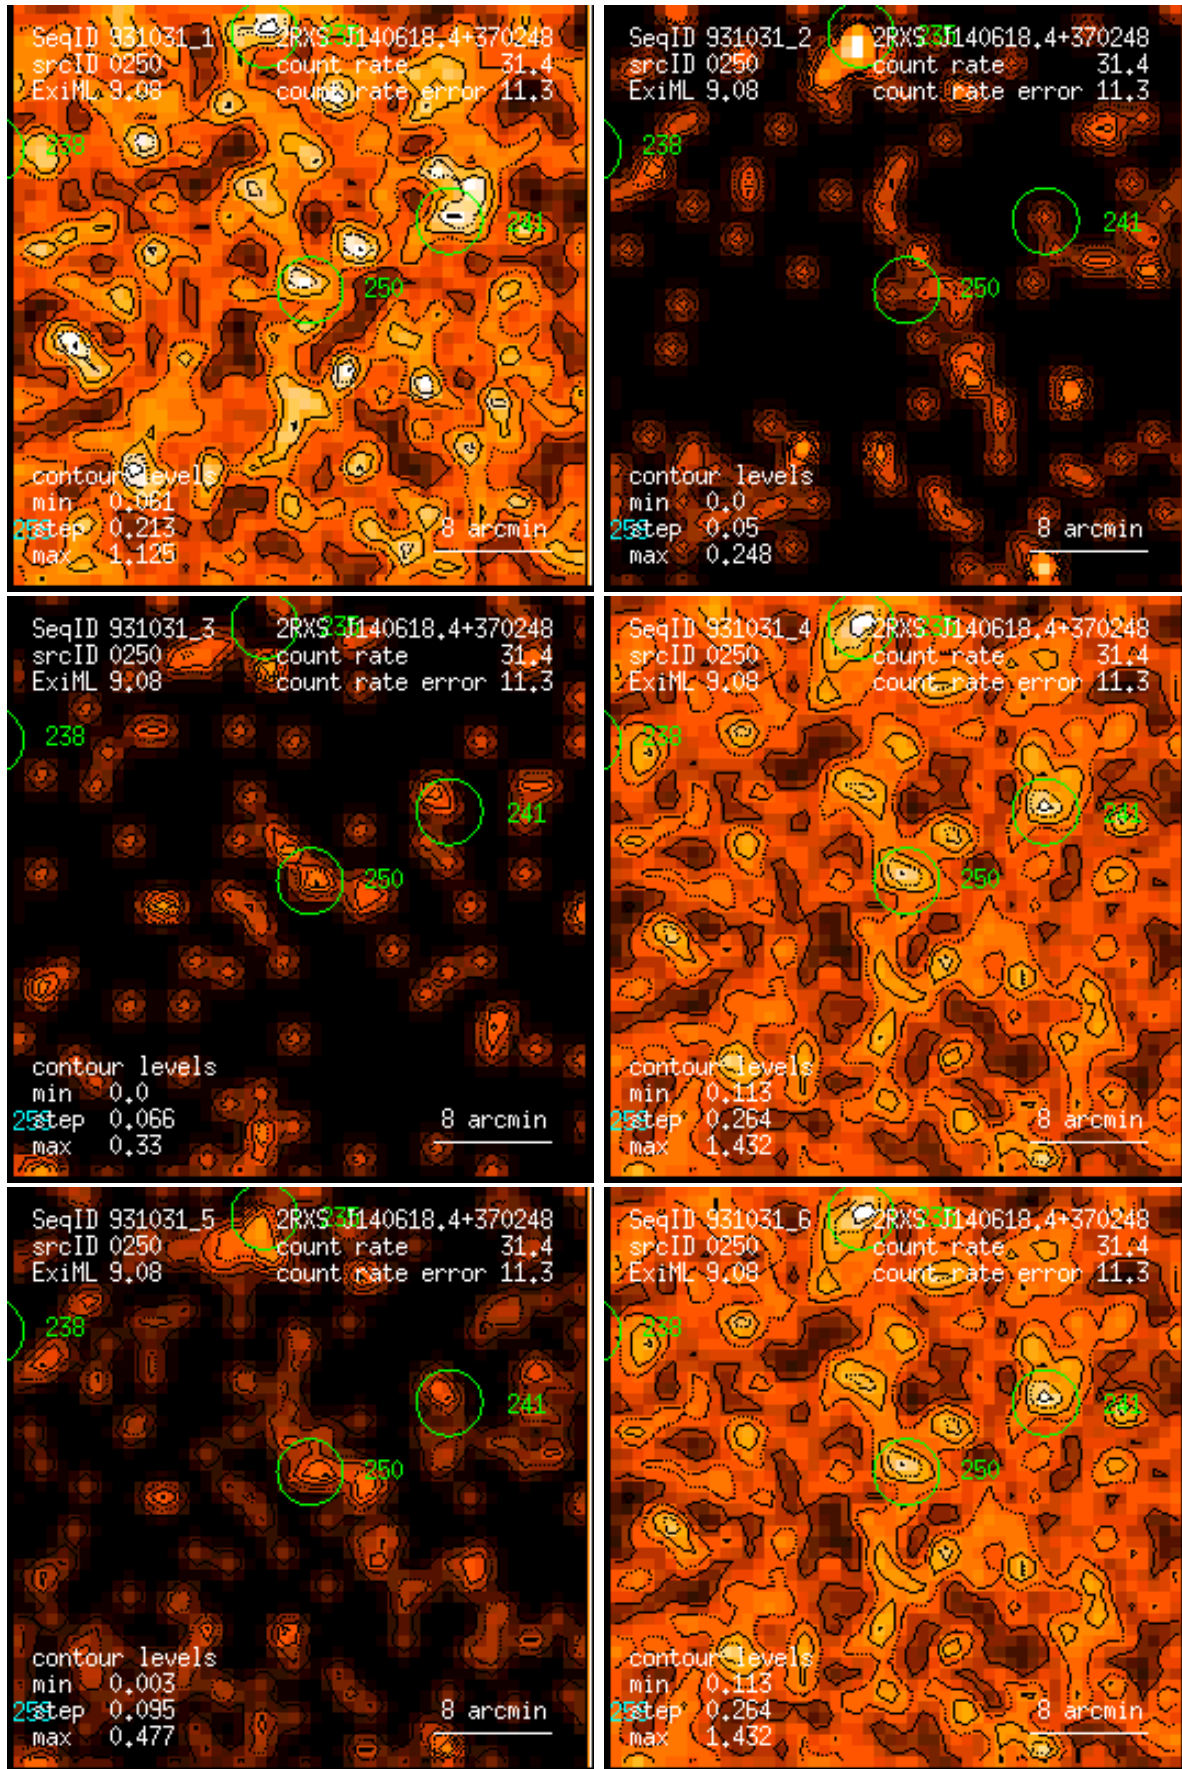 SeqID 931031_1 2RXS J140618.4+370248
srcID 0250 count rate 31.4
ExiML 9.08 count rate error 11.3
238
241
250
contour levels
min 0.061
step 0.213 8 arcmin
max 1.125
SeqID 931031_2 2RXS J140618.4+370248
srcID 0250 count rate 31.4
ExiML 9.08 count rate error 11.3
238
241
250
contour levels
min 0.0
step 0.05 8 arcmin
max 0.248
SeqID 931031_3 2RXS J140618.4+370248
srcID 0250 count rate 31.4
ExiML 9.08 count rate error 11.3
238
241
250
contour levels
min 0.0
step 0.066 8 arcmin
max 0.33
SeqID 931031_4 2RXS J140618.4+370248
srcID 0250 count rate 31.4
ExiML 9.08 count rate error 11.3
238
241
250
contour levels
min 0.113
step 0.264 8 arcmin
max 1.432
SeqID 931031_5 2RXS J140618.4+370248
srcID 0250 count rate 31.4
ExiML 9.08 count rate error 11.3
238
241
250
contour levels
min 0.003
step 0.095 8 arcmin
max 0.477
SeqID 931031_6 2RXS J140618.4+370248
srcID 0250 count rate 31.4
ExiML 9.08 count rate error 11.3
238
241
250
contour levels
min 0.113
step 0.264 8 arcmin
max 1.432